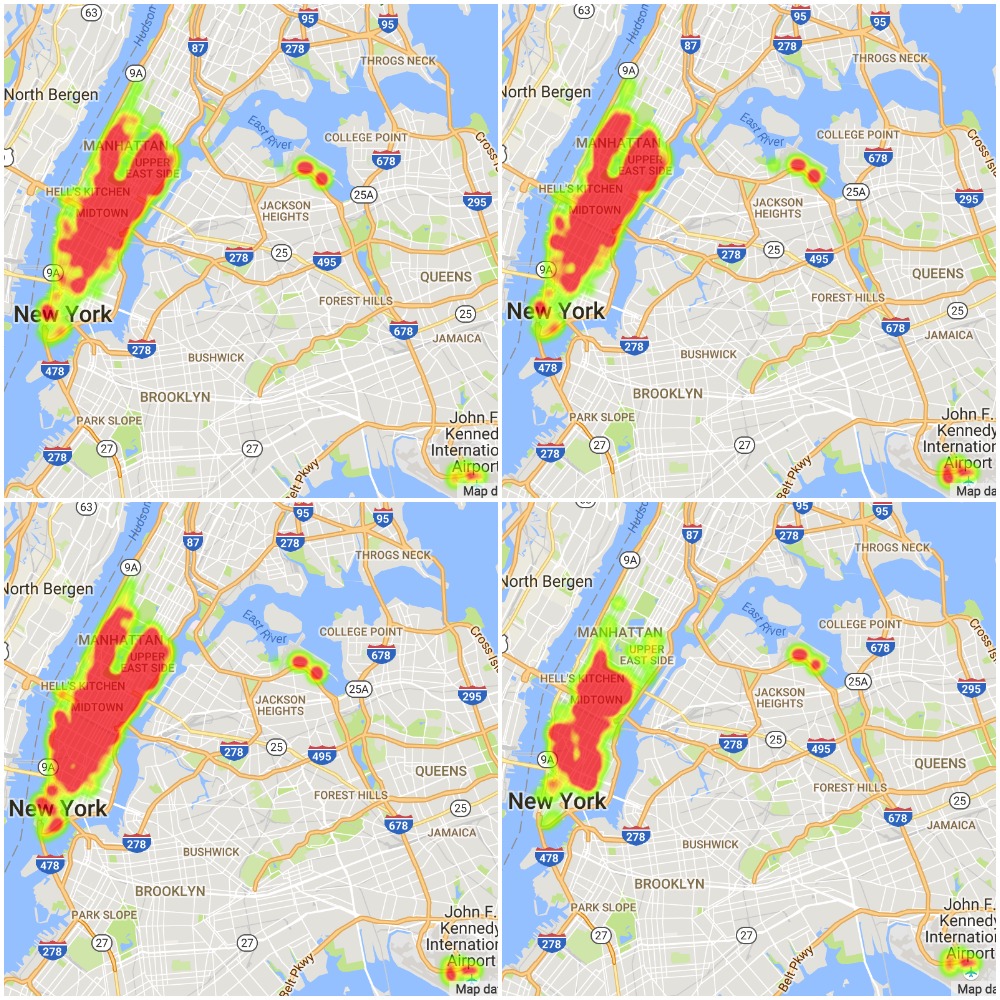 63
Hudson
95
95
9A
87
278
THROGS NECK
North Bergen
East River
COLLEGE POINT
MANHATTAN
678
Cross Isl
UPPER
EAST SIDE
HELL'S KITCHEN
25A
295
MIDTOWN
JACKSON
HEIGHTS
25
278
495
9A
QUEENS
FOREST HILLS
New York
25
678
JAMAICA
278
BUSHWICK
478
BROOKLYN
PARK SLOPE
John F
Kenned
Internatio
Airport
27
27
278
Belt Pkwy
Map d
63
Hudson
95
95
9A
87
278
THROGS NECK
North Bergen
East River
COLLEGE POINT
MANHATTAN
678
Cross Isla
UPPER
EAST SIDE
HELL'S KITCHEN
25A
295
MIDTOWN
JACKSON
HEIGHTS
25
278
495
9A
QUEENS
FOREST HILLS
New York
25
678
JAMAICA
278
BUSHWICK
478
BROOKLYN
PARK SLOPE
John F.
Kennedy
Internation
Airport
27
27
278
Belt Pkwy
Map da
63
Hudson
95
95
9A
87
278
THROGS NECK
North Bergen
East River
COLLEGE POINT
MANHATTAN
678
Cross Isl
UPPER
EAST SIDE
HELL'S KITCHEN
25A
295
MIDTOWN
JACKSON
HEIGHTS
25
278
495
9A
QUEENS
FOREST HILLS
New York
25
678
JAMAICA
278
BUSHWICK
478
BROOKLYN
PARK SLOPE
John F.
Kennedy
Internation
Airport
27
27
278
Belt Pkwy
Map da
Hudson
95
95
9A
87
278
THROGS NECK
North Bergen
East River
COLLEGE POINT
MANHATTAN
678
Cross Isla
UPPER
EAST SIDE
HELL'S KITCHEN
25A
295
MIDTOWN
JACKSON
HEIGHTS
25
278
495
9A
QUEENS
FOREST HILLS
New York
25
678
JAMAICA
278
BUSHWICK
478
BROOKLYN
PARK SLOPE
John F.
Kennedy
Internation
Airport
27
27
278
Belt Pkwy
Map da